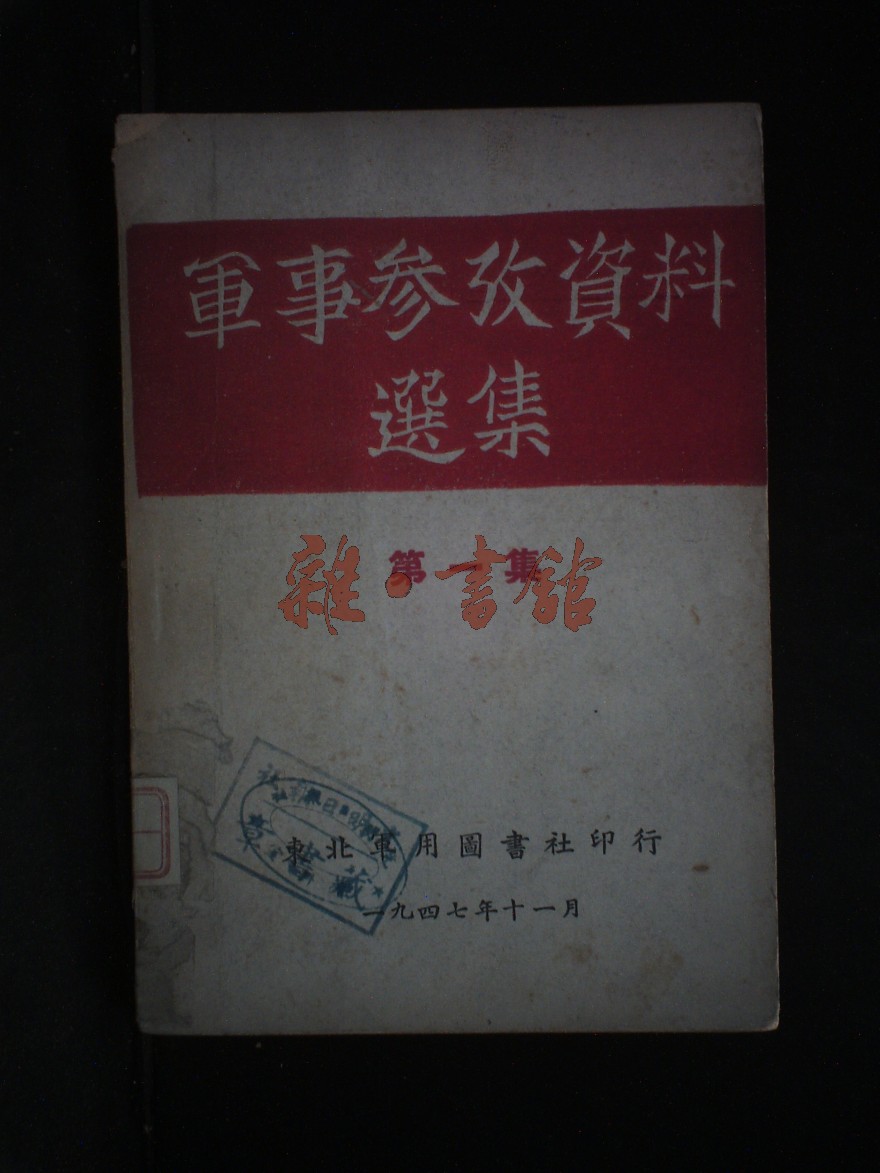 軍事參攷資料
選集
第一集
雜·書舘
東北軍用圖書社印行
一九四七年十一月